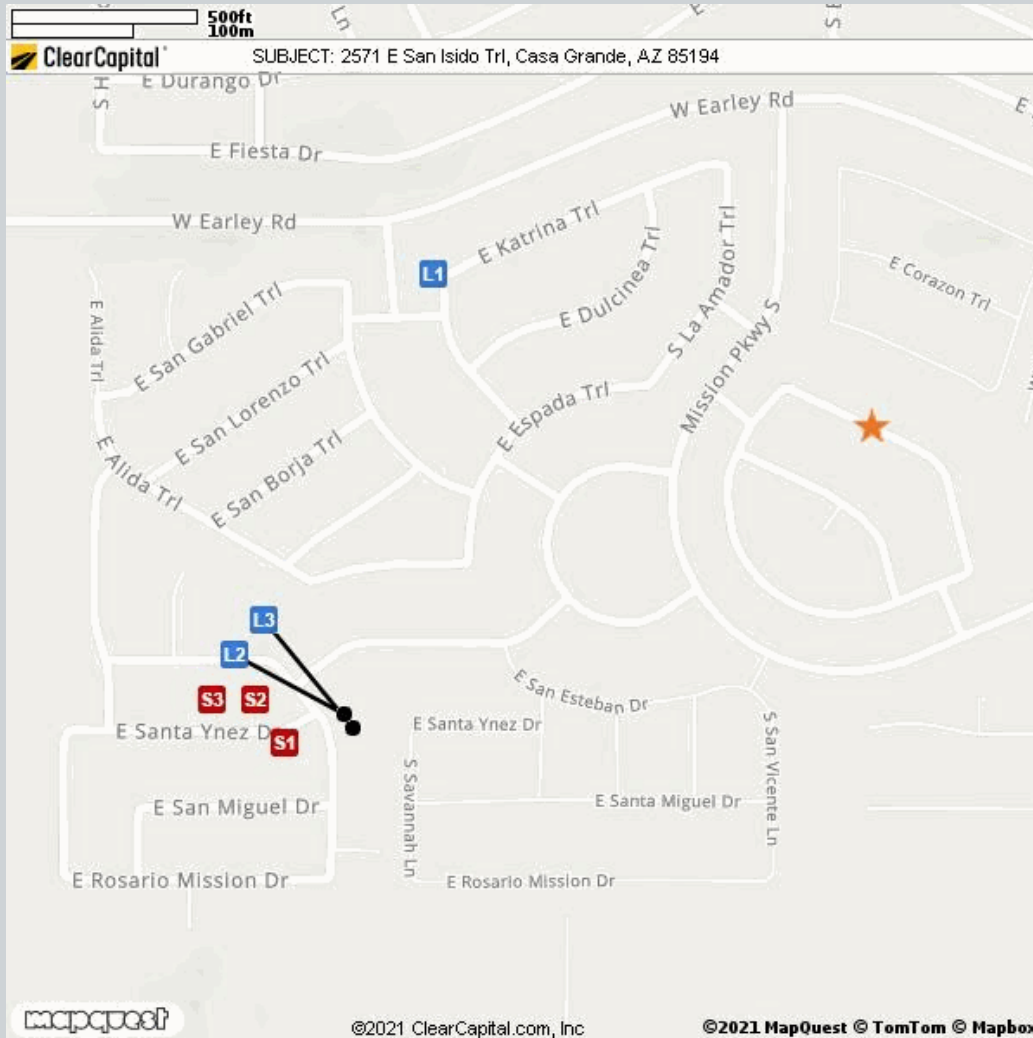 500ft
100m
Ln
ClearCapital
SUBJECT: 2571 E San Isido Trl, Casa Grande, AZ 85194
E Durango Dr
W Earley Rd
E Fiesta Dr
W Earley Rd
E Katrina Trl
L1
E Dulcinea Trl
S La Amador Trl
E Corazon Trl
E San Gabriel Trl
E Alida Trl
Mission Pkwy S
E San Lorenzo Trl
E Espada Trl
E San Borja Trl
E Alida Trl
L3
L2
S3
S2
E San Esteban Dr
E Santa Ynez Dr
S1
E Santa Ynez Dr
S San Vicente Ln
S Savannah Ln
E San Miguel Dr
E Santa Miguel Dr
E Rosario Mission Dr
E Rosario Mission Dr
mapquest
©2021 ClearCapital.com, Inc
©2021 MapQuest © TomTom © Mapbox